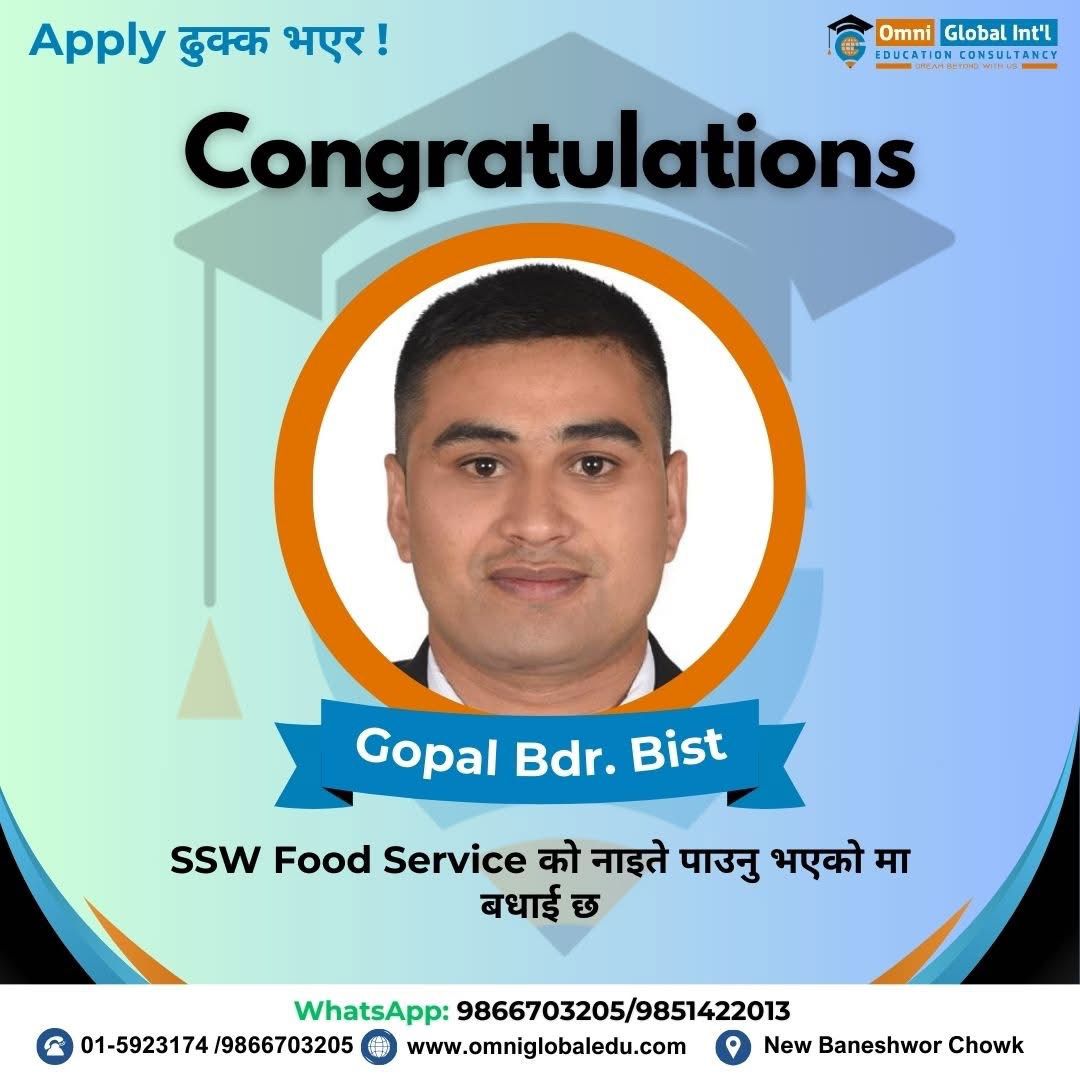 Apply ढुक्क भएर !
Omni Global Int'l
EDUCATION CONSULTANCY
DREAM BEYOND WITH US
Congratulations
Gopal Bdr. Bist
SSW Food Service को नाइते पाउनु भएको मा
बधाई छ
WhatsApp: 9866703205/9851422013
01-5923174 /9866703205 www.omniglobaledu.com New Baneshwor Chowk